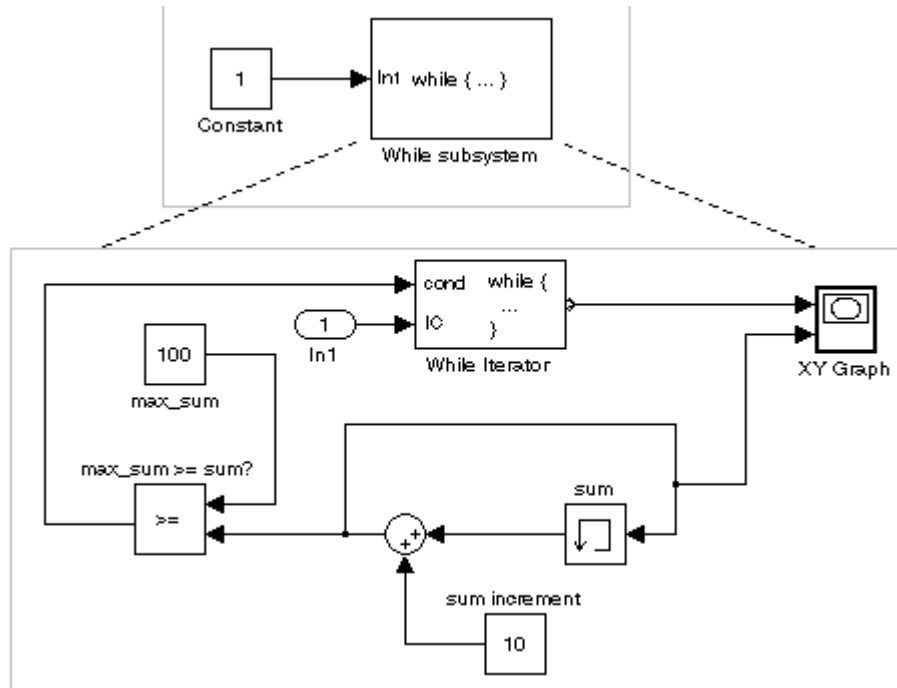 1
In1 while { ... }
Constant
While subsystem
cond while {
...
IC }
1
In1
While Iterator
XY Graph
100
max_sum
max_sum >= sum?
>=
sum
+
+
sum increment
10